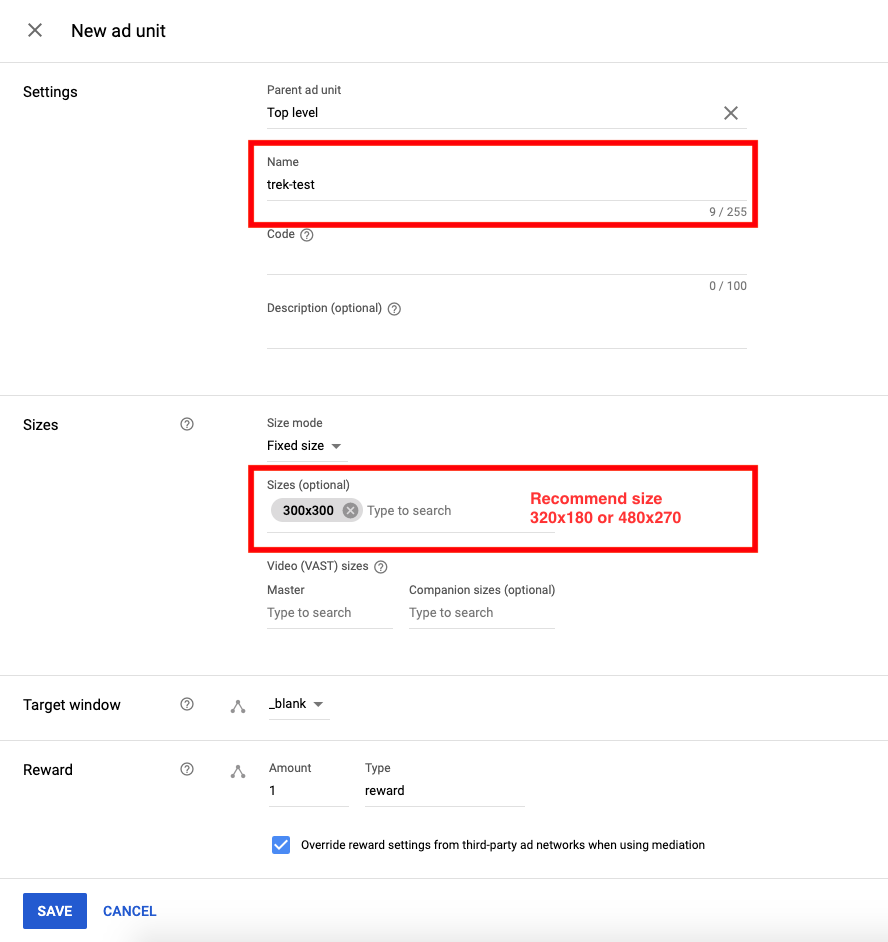 New ad unit
Settings
Parent ad unit
Top level
Name
trek-test
9 / 255
Code
0 / 100
Description (optional)
Sizes
Size mode
Fixed size
Sizes (optional)
300x300 Type to search
Recommend size
320x180 or 480x270
Video (VAST) sizes
Master Companion sizes (optional)
Type to search Type to search
Target window _blank
Reward
Amount Type
1 reward
Override reward settings from third-party ad networks when using mediation
SAVE CANCEL